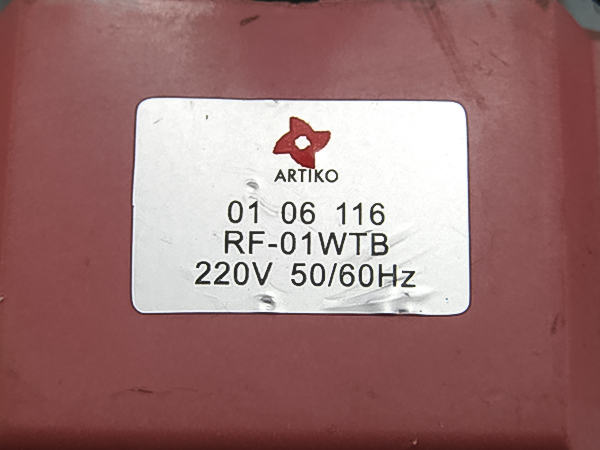 ARTIKO
01 06 116
RF-01WTB
220V 50/60Hz